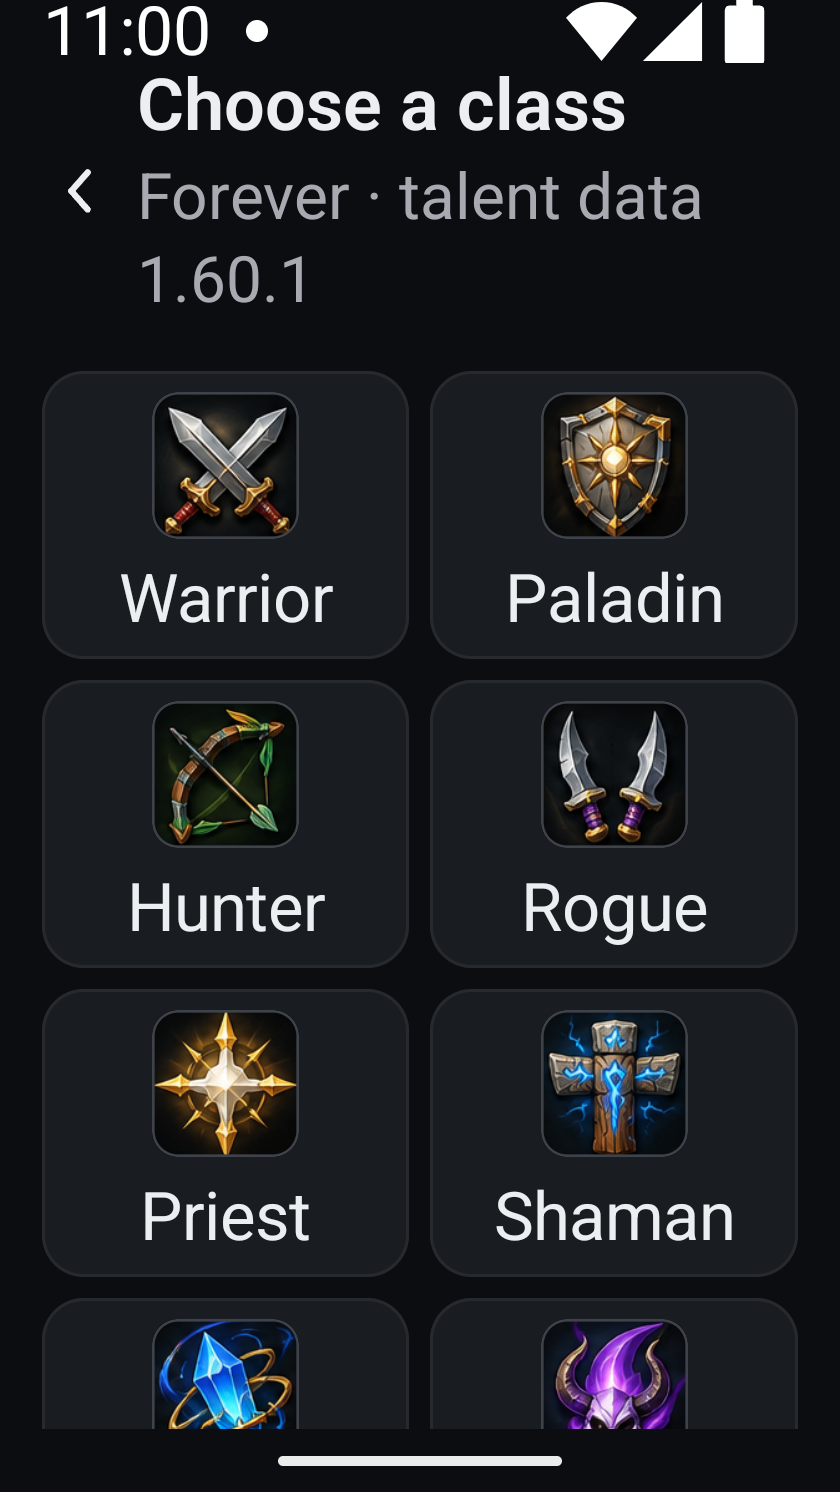 11:00
Choose a class
Forever · talent data
1.60.1
Warrior
Paladin
Hunter
Rogue
Priest
Shaman